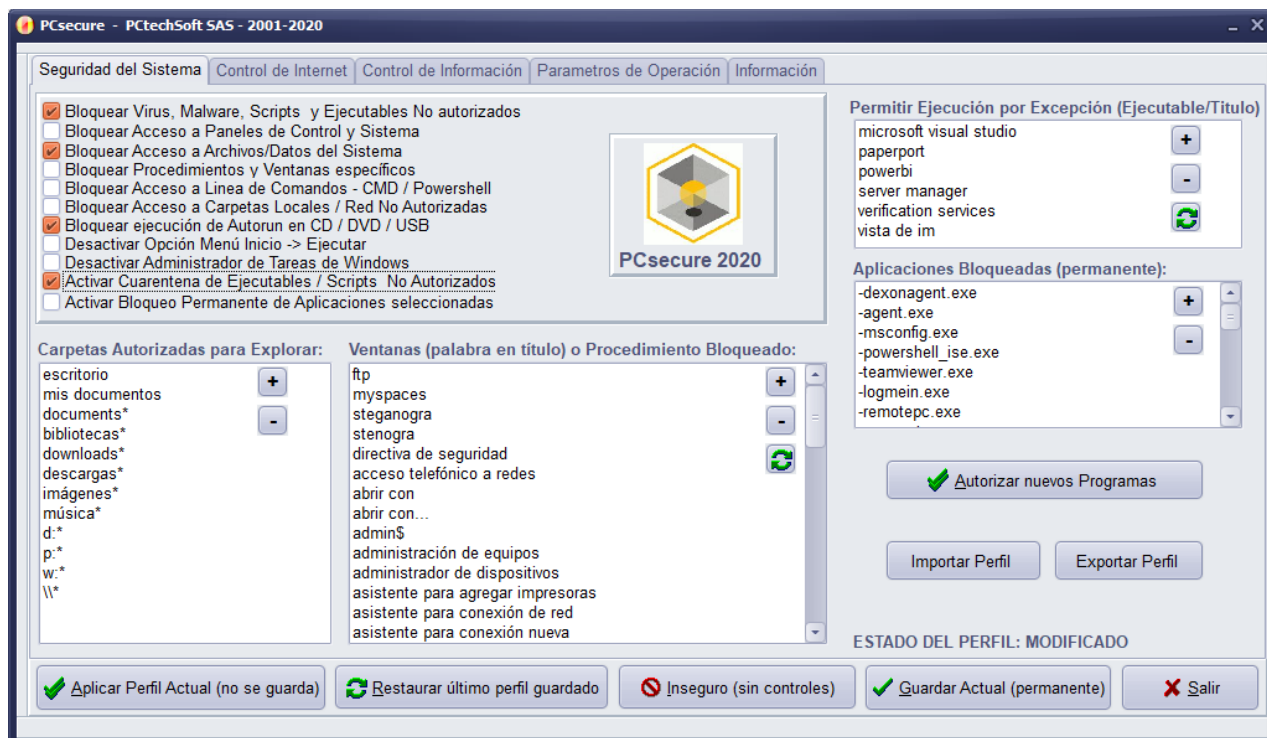 PCsecure - PCtechSoft SAS - 2001-2020
Seguridad del Sistema
Control de Internet
Control de Información
Parametros de Operación
Información
Bloquear Virus, Malware, Scripts y Ejecutables No autorizados
Bloquear Acceso a Paneles de Control y Sistema
Bloquear Acceso a Archivos/Datos del Sistema
Bloquear Procedimientos y Ventanas específicos
Bloquear Acceso a Linea de Comandos - CMD / Powershell
Bloquear Acceso a Carpetas Locales / Red No Autorizadas
Bloquear ejecución de Autorun en CD / DVD / USB
Desactivar Opción Menú Inicio -> Ejecutar
Desactivar Administrador de Tareas de Windows
Activar Cuarentena de Ejecutables / Scripts No Autorizados
Activar Bloqueo Permanente de Aplicaciones seleccionadas
PCsecure 2020
Permitir Ejecución por Excepción (Ejecutable/Titulo)
microsoft visual studio
paperport
powerbi
server manager
verification services
vista de im
+
-
Aplicaciones Bloqueadas (permanente):
-dexonagent.exe
-agent.exe
-msconfig.exe
-powershell_ise.exe
-teamviewer.exe
-logmein.exe
-remotepc.exe
+
-
Carpetas Autorizadas para Explorar:
escritorio
mis documentos
documents*
bibliotecas*
downloads*
descargas*
imágenes*
música*
d:*
p:*
w:*
\\*
+
-
Ventanas (palabra en título) o Procedimiento Bloqueado:
ftp
myspaces
steganogra
stenogra
directiva de seguridad
acceso telefónico a redes
abrir con
abrir con...
admin$
administración de equipos
administrador de dispositivos
asistente para agregar impresoras
asistente para conexión de red
asistente para conexión nueva
+
-
Autorizar nuevos Programas
Importar Perfil
Exportar Perfil
ESTADO DEL PERFIL: MODIFICADO
Aplicar Perfil Actual (no se guarda)
Restaurar último perfil guardado
Inseguro (sin controles)
Guardar Actual (permanente)
Salir